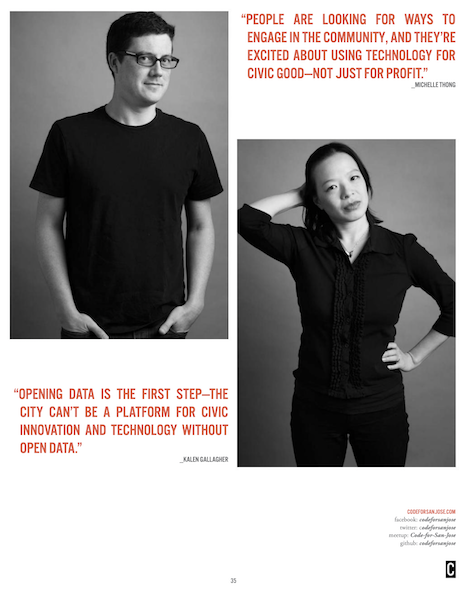 “PEOPLE ARE LOOKING FOR WAYS TO
ENGAGE IN THE COMMUNITY, AND THEY’RE
EXCITED ABOUT USING TECHNOLOGY FOR
CIVIC GOOD—NOT JUST FOR PROFIT.”
_MICHELLE THONG
“OPENING DATA IS THE FIRST STEP—THE
CITY CAN’T BE A PLATFORM FOR CIVIC
INNOVATION AND TECHNOLOGY WITHOUT
OPEN DATA.”
_KALEN GALLAGHER
CODEFORSANJOSE.COM
facebook: codeforsanjose
twitter: codeforsanjose
meetup: Code-for-San-Jose
github: codeforsanjose
C
35